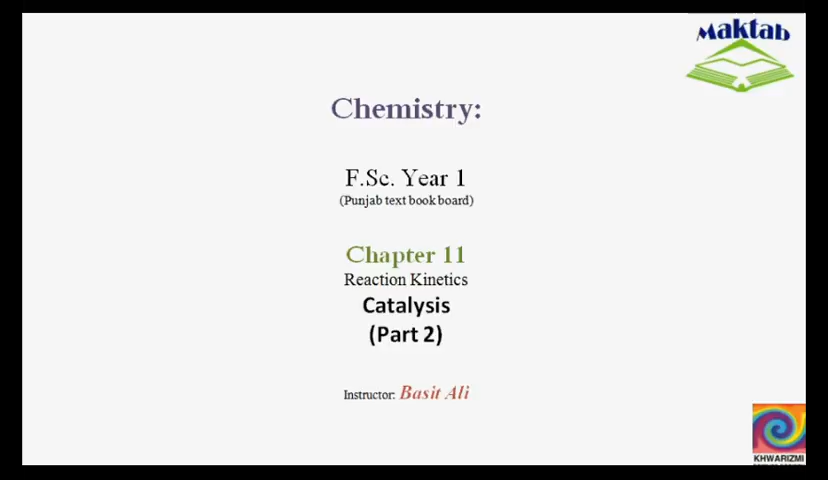 Maktab
Chemistry:
F.Sc. Year 1
(Punjab text book board)
Chapter 11
Reaction Kinetics
Catalysis
(Part 2)
Instructor: Basit Ali
KHWARIZMI